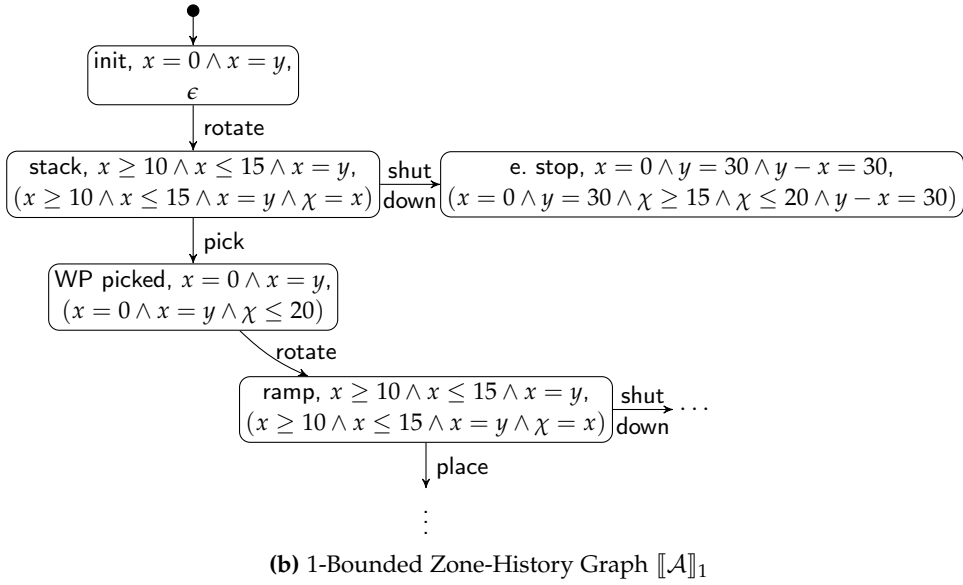 init, x = 0 ∧ x = y,
ϵ
rotate
stack, x ≥ 10 ∧ x ≤ 15 ∧ x = y,
(x ≥ 10 ∧ x ≤ 15 ∧ x = y ∧ χ = x)
shut
down
e. stop, x = 0 ∧ y = 30 ∧ y − x = 30,
(x = 0 ∧ y = 30 ∧ χ ≥ 15 ∧ χ ≤ 20 ∧ y − x = 30)
pick
WP picked, x = 0 ∧ x = y,
(x = 0 ∧ x = y ∧ χ ≤ 20)
rotate
ramp, x ≥ 10 ∧ x ≤ 15 ∧ x = y,
(x ≥ 10 ∧ x ≤ 15 ∧ x = y ∧ χ = x)
shut
down
· · ·
place
⋮
(b) 1-Bounded Zone-History Graph ⟦𝒜⟧₁